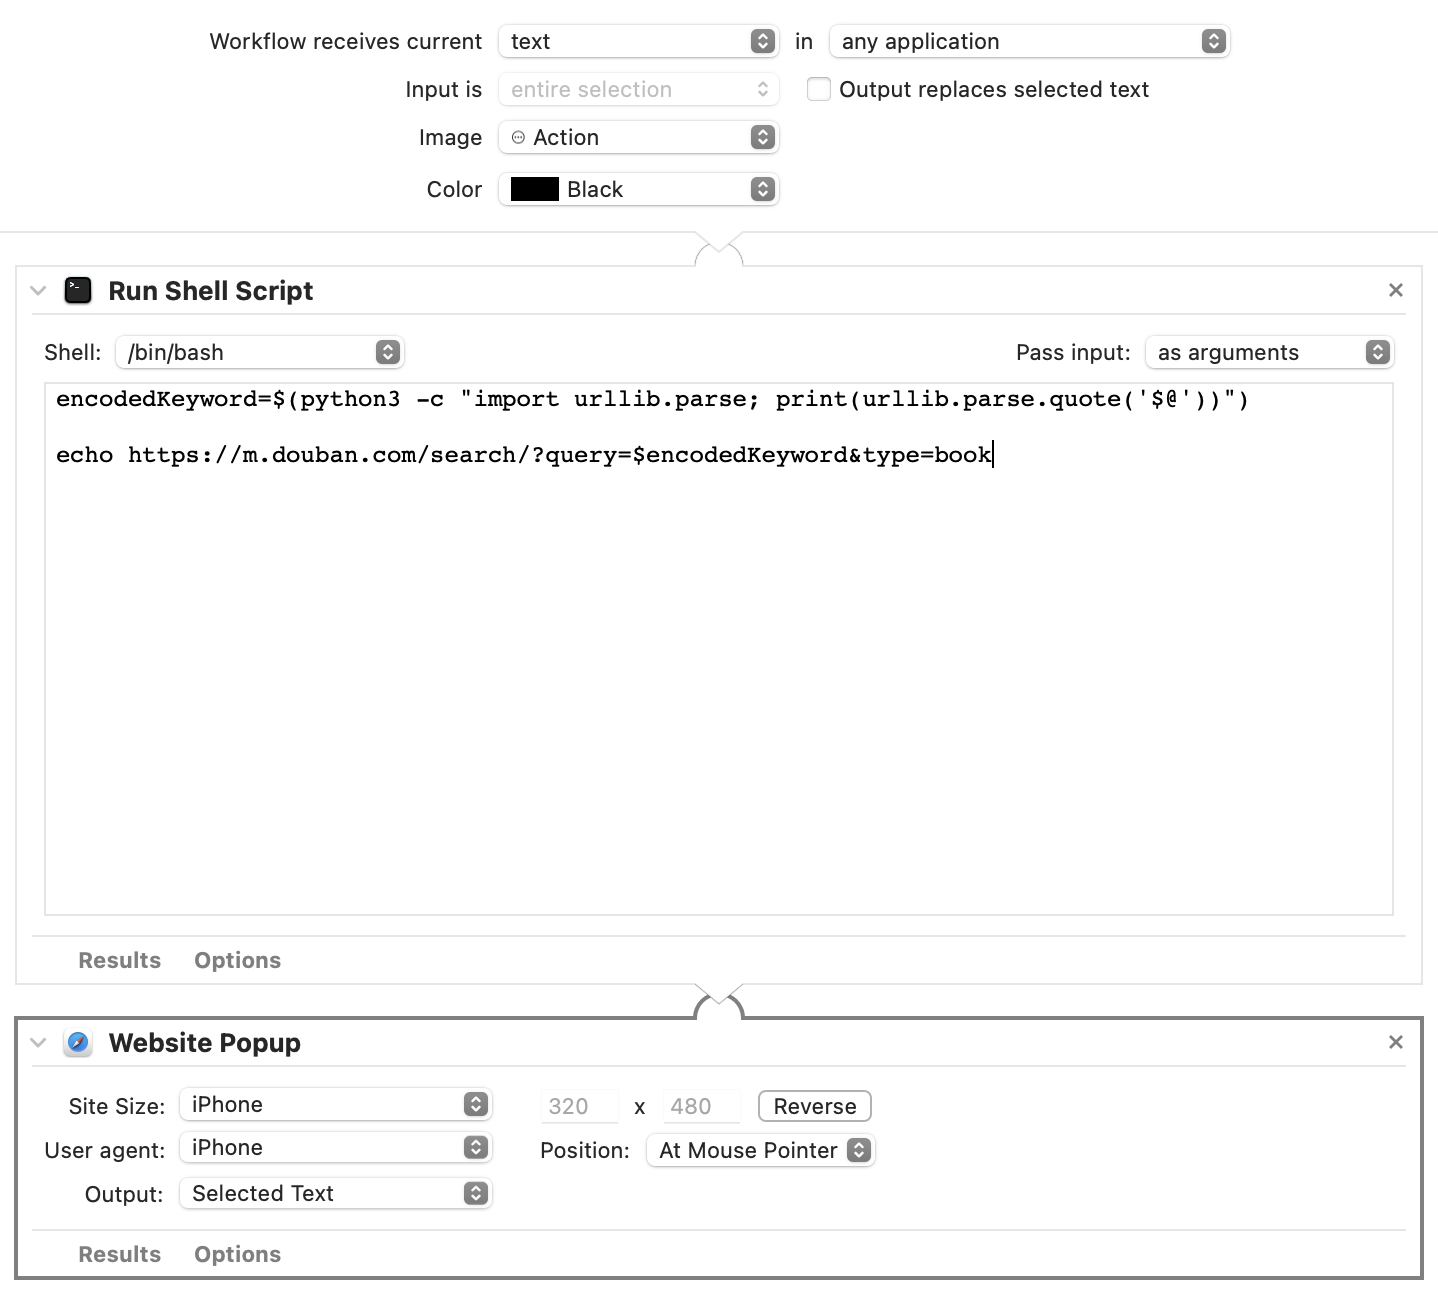 Workflow receives current text in any application
Input is entire selection Output replaces selected text
Image Action
Color Black
Run Shell Script
Shell: /bin/bash Pass input: as arguments
encodedKeyword=$(python3 -c "import urllib.parse; print(urllib.parse.quote('$@'))")
echo https://m.douban.com/search/?query=$encodedKeyword&type=book
Results Options
Website Popup
Site Size: iPhone 320 x 480 Reverse
User agent: iPhone Position: At Mouse Pointer
Output: Selected Text
Results Options